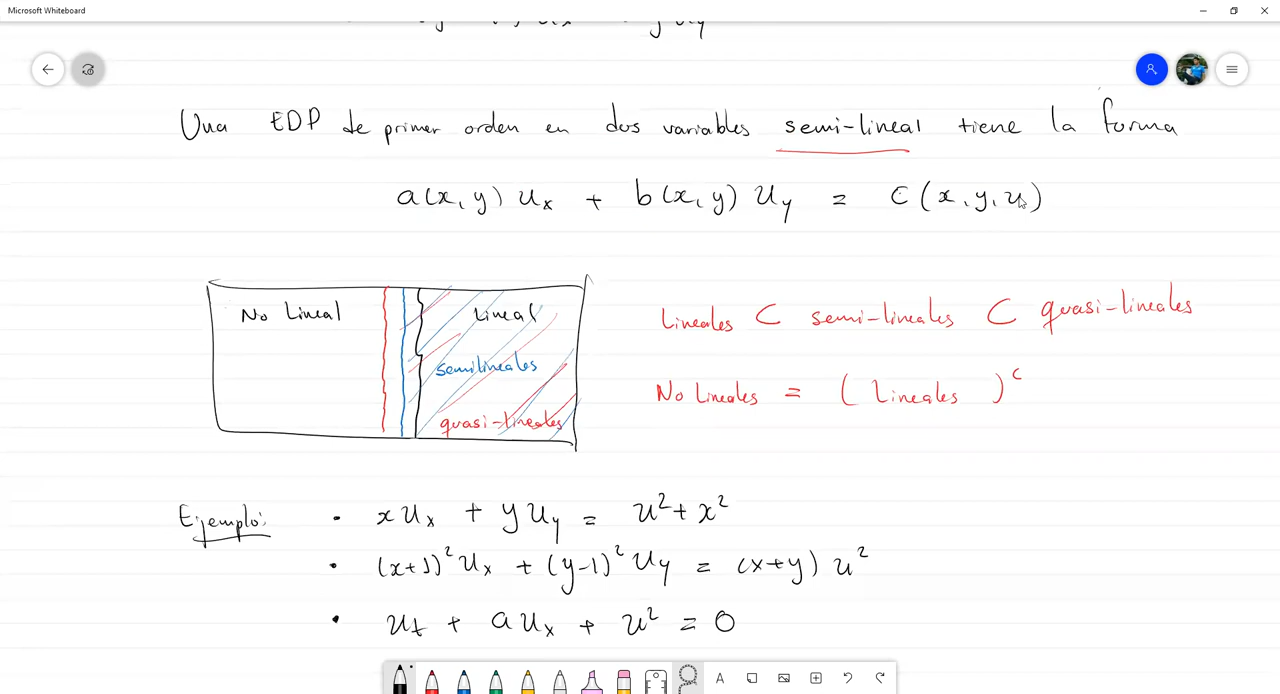 Microsoft Whiteboard
Una EDP de primer orden en dos variables semi-lineal tiene la forma
a(x,y) u_x + b(x,y) u_y = C(x,y,u)
No Lineal
Lineal
semilineales
quasi-lineales
Lineales ⊂ semi-lineales ⊂ quasi-lineales
No Lineales = (Lineales)^c
Ejemplo:
• x u_x + y u_y = u² + x²
• (x+1)² u_x + (y-1)² u_y = (x+y) u²
• u_t + a u_x + u² = 0
A